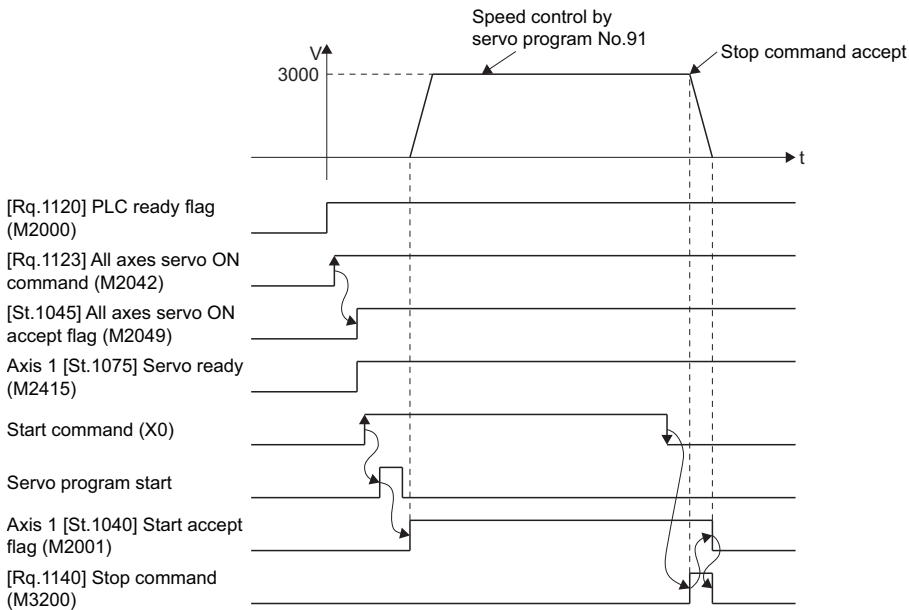 Speed control by
servo program No.91
V
Stop command accept
3000
t
[Rq.1120] PLC ready flag
(M2000)
[Rq.1123] All axes servo ON
command (M2042)
[St.1045] All axes servo ON
accept flag (M2049)
Axis 1 [St.1075] Servo ready
(M2415)
Start command (X0)
Servo program start
Axis 1 [St.1040] Start accept
flag (M2001)
[Rq.1140] Stop command
(M3200)